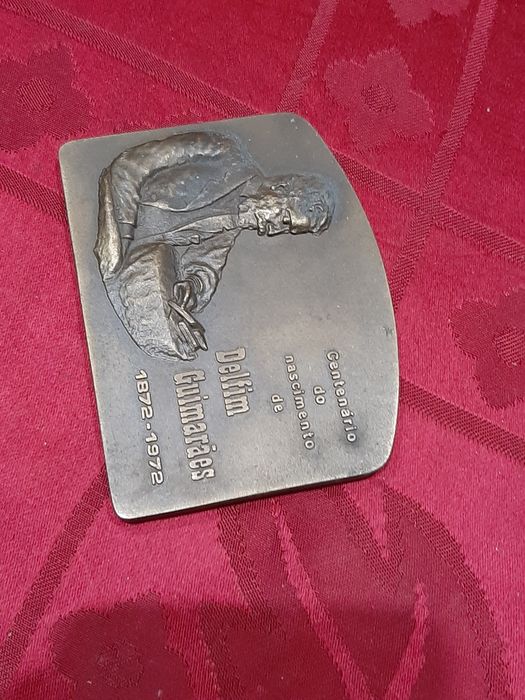 Centenário
do
nascimento
de
Delfim
Guimarães
1872-1972